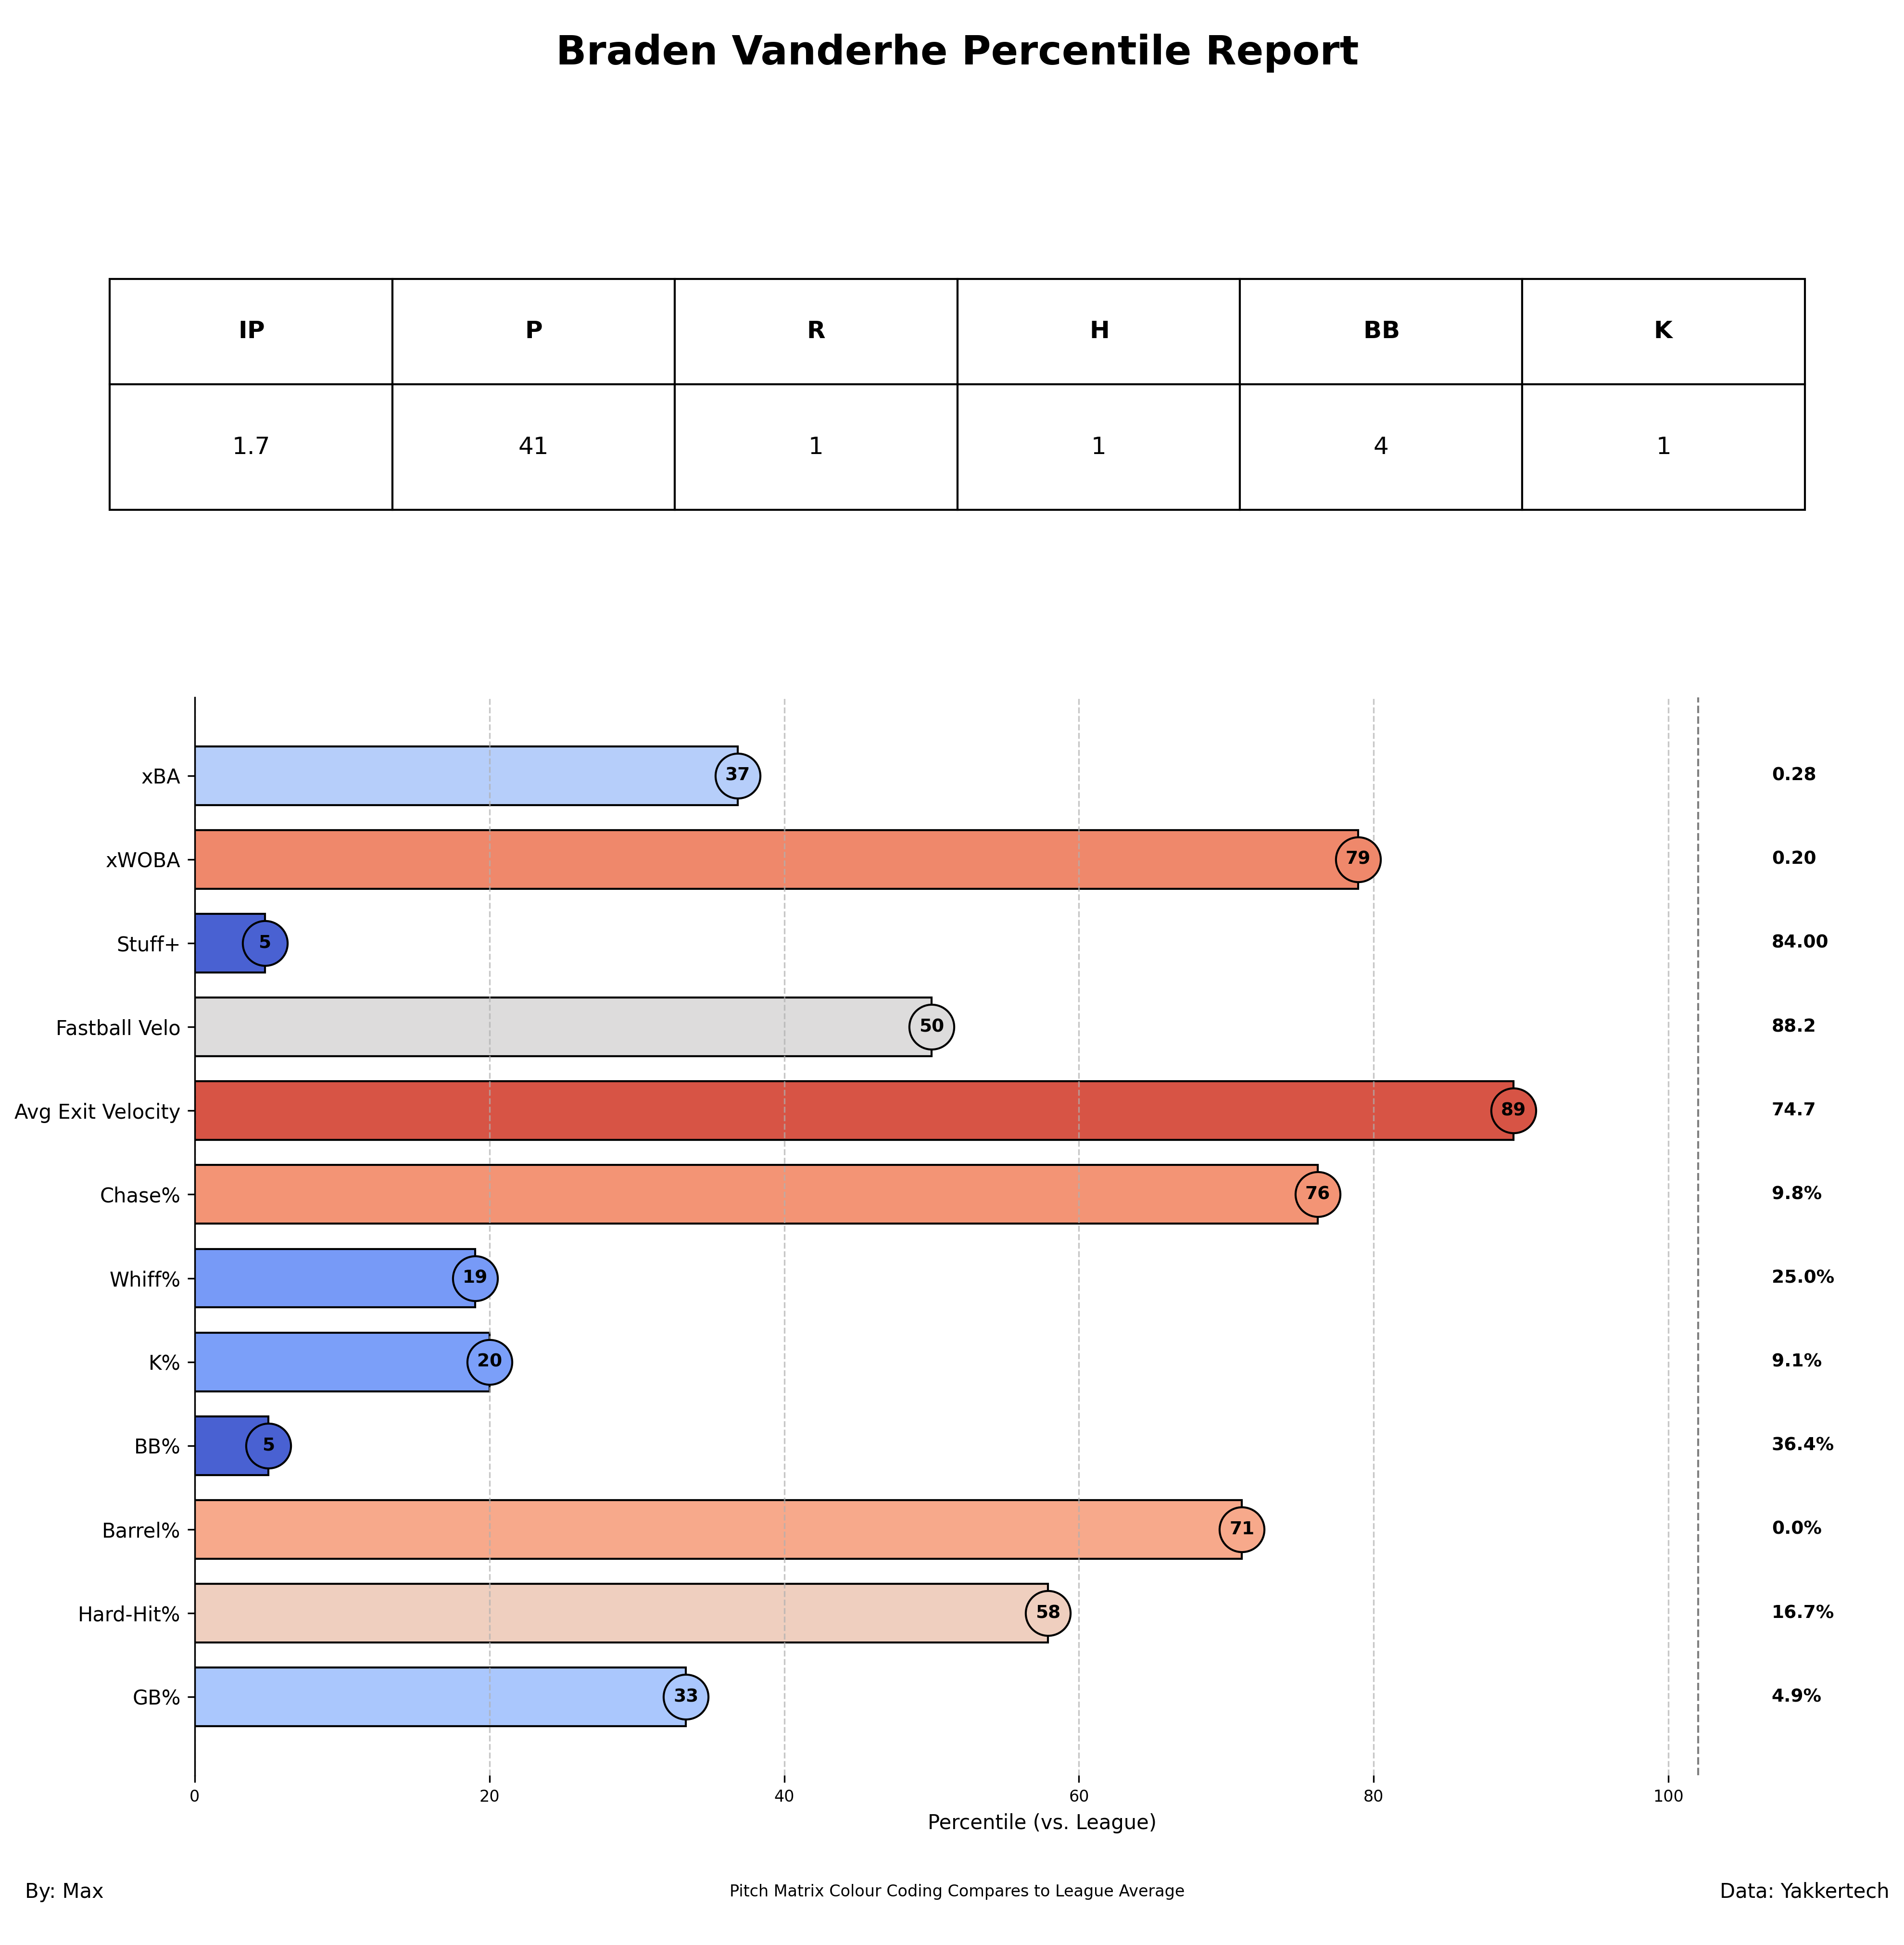 Braden Vanderhe Percentile Report
IP P R H BB K
1.7 41 1 1 4 1
xBA 37 0.28
xWOBA 79 0.20
Stuff+ 5 84.00
Fastball Velo 50 88.2
Avg Exit Velocity 89 74.7
Chase% 76 9.8%
Whiff% 19 25.0%
K% 20 9.1%
BB% 5 36.4%
Barrel% 71 0.0%
Hard-Hit% 58 16.7%
GB% 33 4.9%
0 20 40 60 80 100
Percentile (vs. League)
By: Max Pitch Matrix Colour Coding Compares to League Average Data: Yakkertech